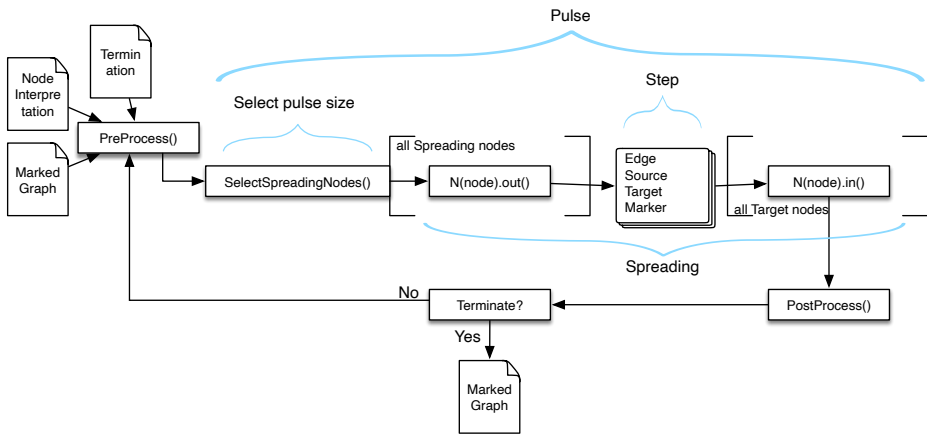 Pulse
Termin
ation
Node
Interpre
tation
Step
Select pulse size
PreProcess()
all Spreading nodes
Marked
Graph
SelectSpreadingNodes()
N(node).out()
Edge
Source
Target
Marker
N(node).in()
all Target nodes
Spreading
No
Terminate?
PostProcess()
Yes
Marked
Graph